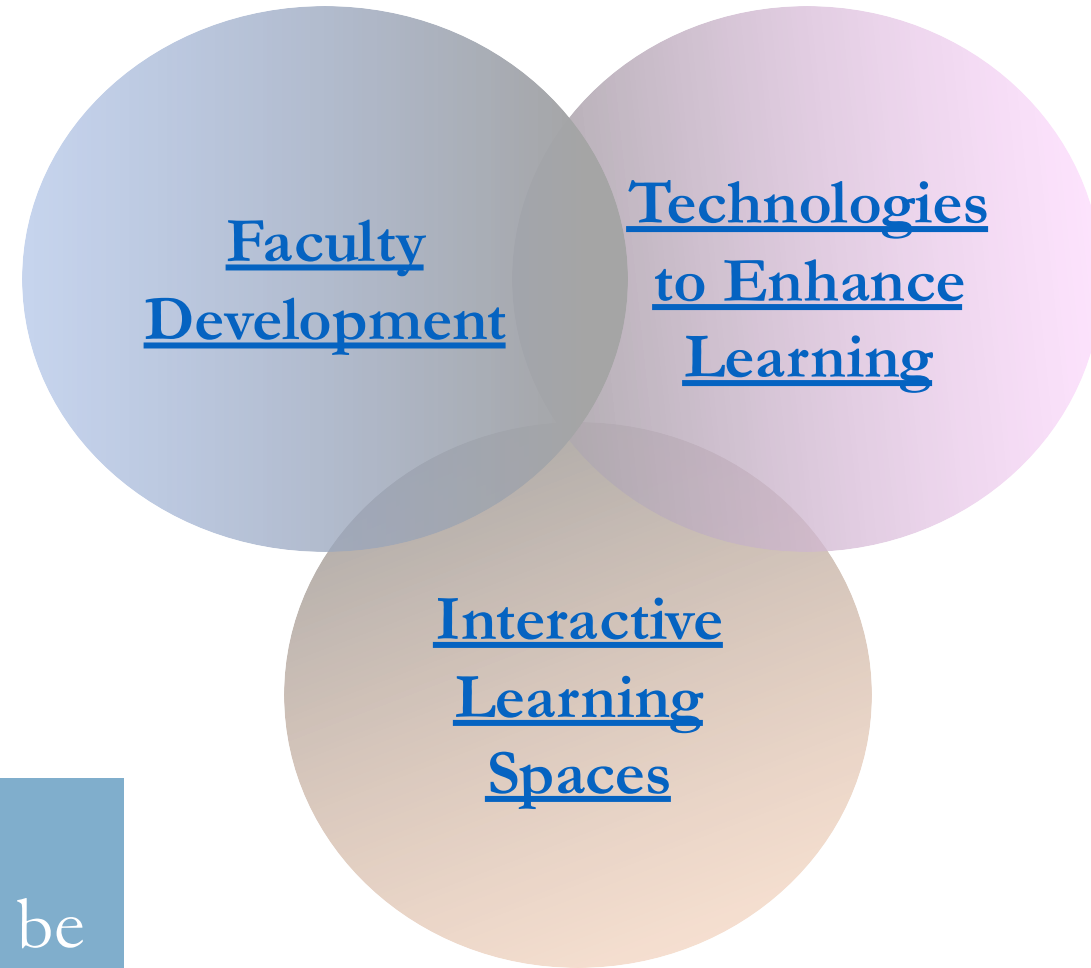 Faculty
Development
Technologies
to Enhance
Learning
Interactive
Learning
Spaces
be